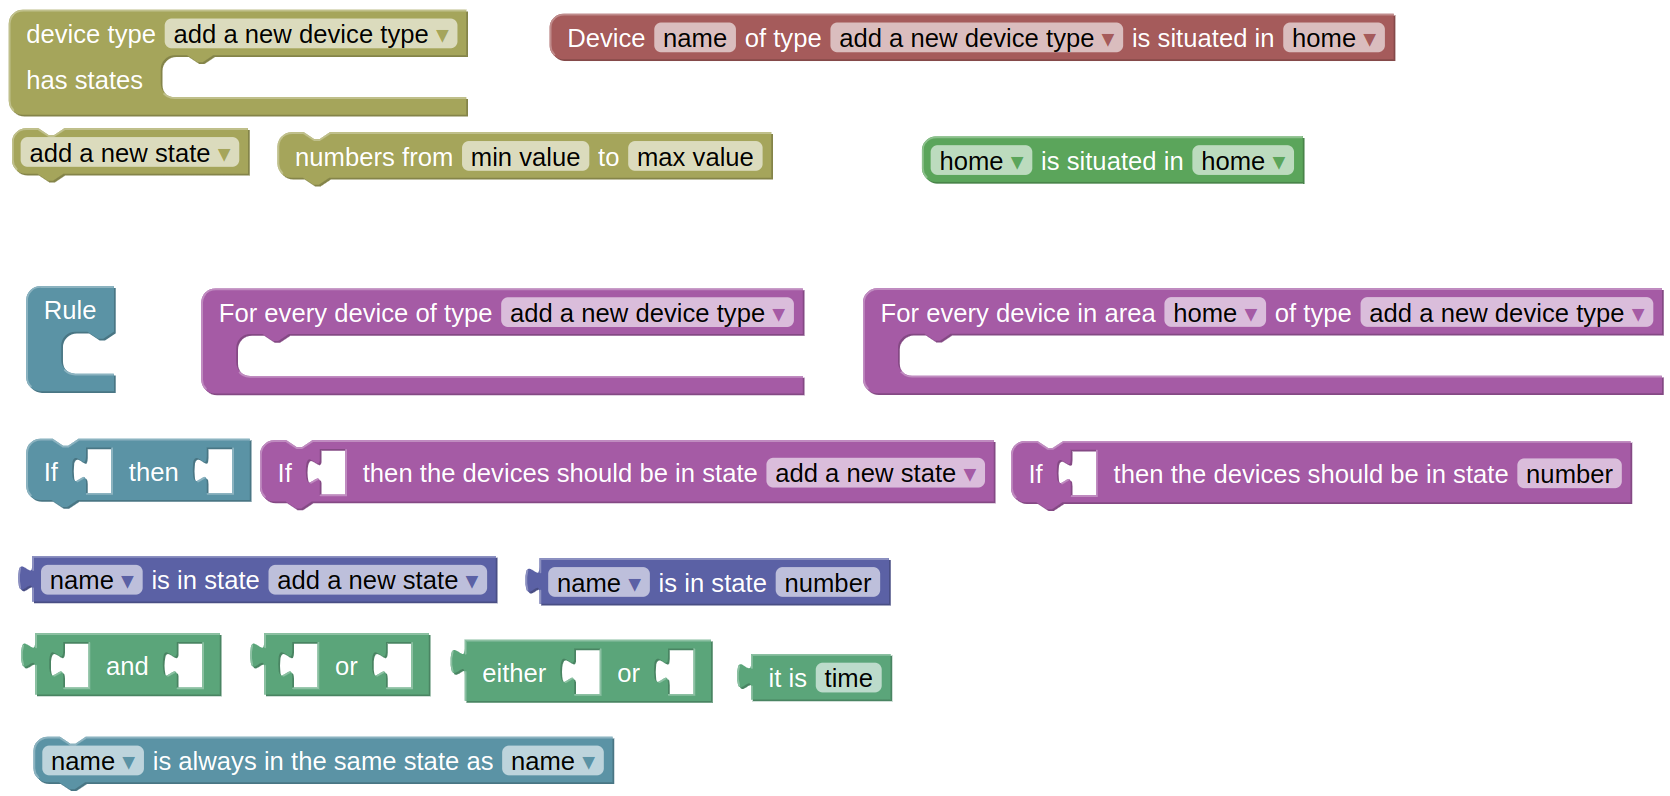 device type add a new device type ▼
has states
Device name of type add a new device type ▼ is situated in home ▼
add a new state ▼
numbers from min value to max value
home ▼ is situated in home ▼
Rule
For every device of type add a new device type ▼
For every device in area home ▼ of type add a new device type ▼
If then
If then the devices should be in state add a new state ▼
If then the devices should be in state number
name ▼ is in state add a new state ▼
name ▼ is in state number
and
or
either or
it is time
name ▼ is always in the same state as name ▼